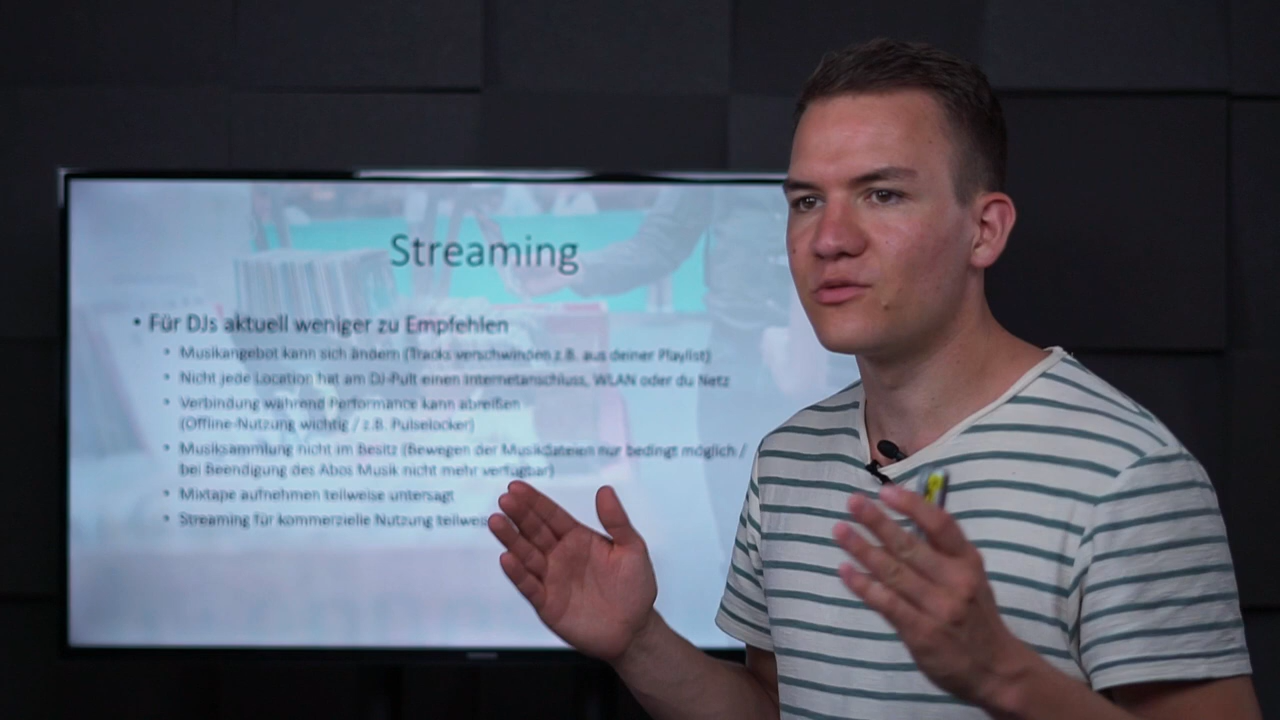 Streaming
• Für DJs aktuell weniger zu Empfehlen
• Musikangebot kann sich ändern (Tracks verschwinden z.B. aus deiner Playlist)
• Nicht jede Location hat am DJ-Pult einen Internetanschluss, WLAN oder du Netz
• Verbindung während Performance kann abreißen
(Offline-Nutzung wichtig / z.B. Pulselocker)
• Musiksammlung nicht im Besitz (Bewegen der Musikdateien nur bedingt möglich /
bei Beendigung des Abos Musik nicht mehr verfügbar)
• Mixtape aufnehmen teilweise untersagt
• Streaming für kommerzielle Nutzung